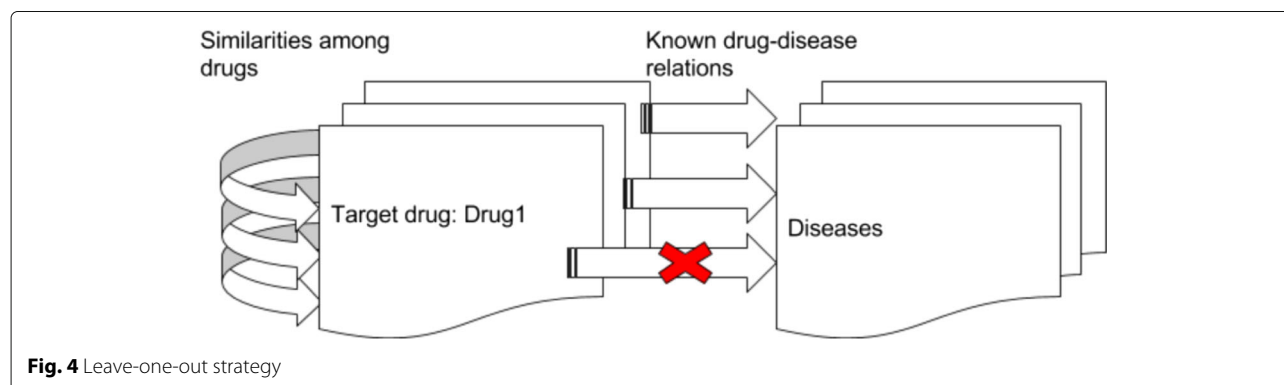 Similarities among
drugs
Known drug-disease
relations
Target drug: Drug1
Diseases
Fig. 4 Leave-one-out strategy